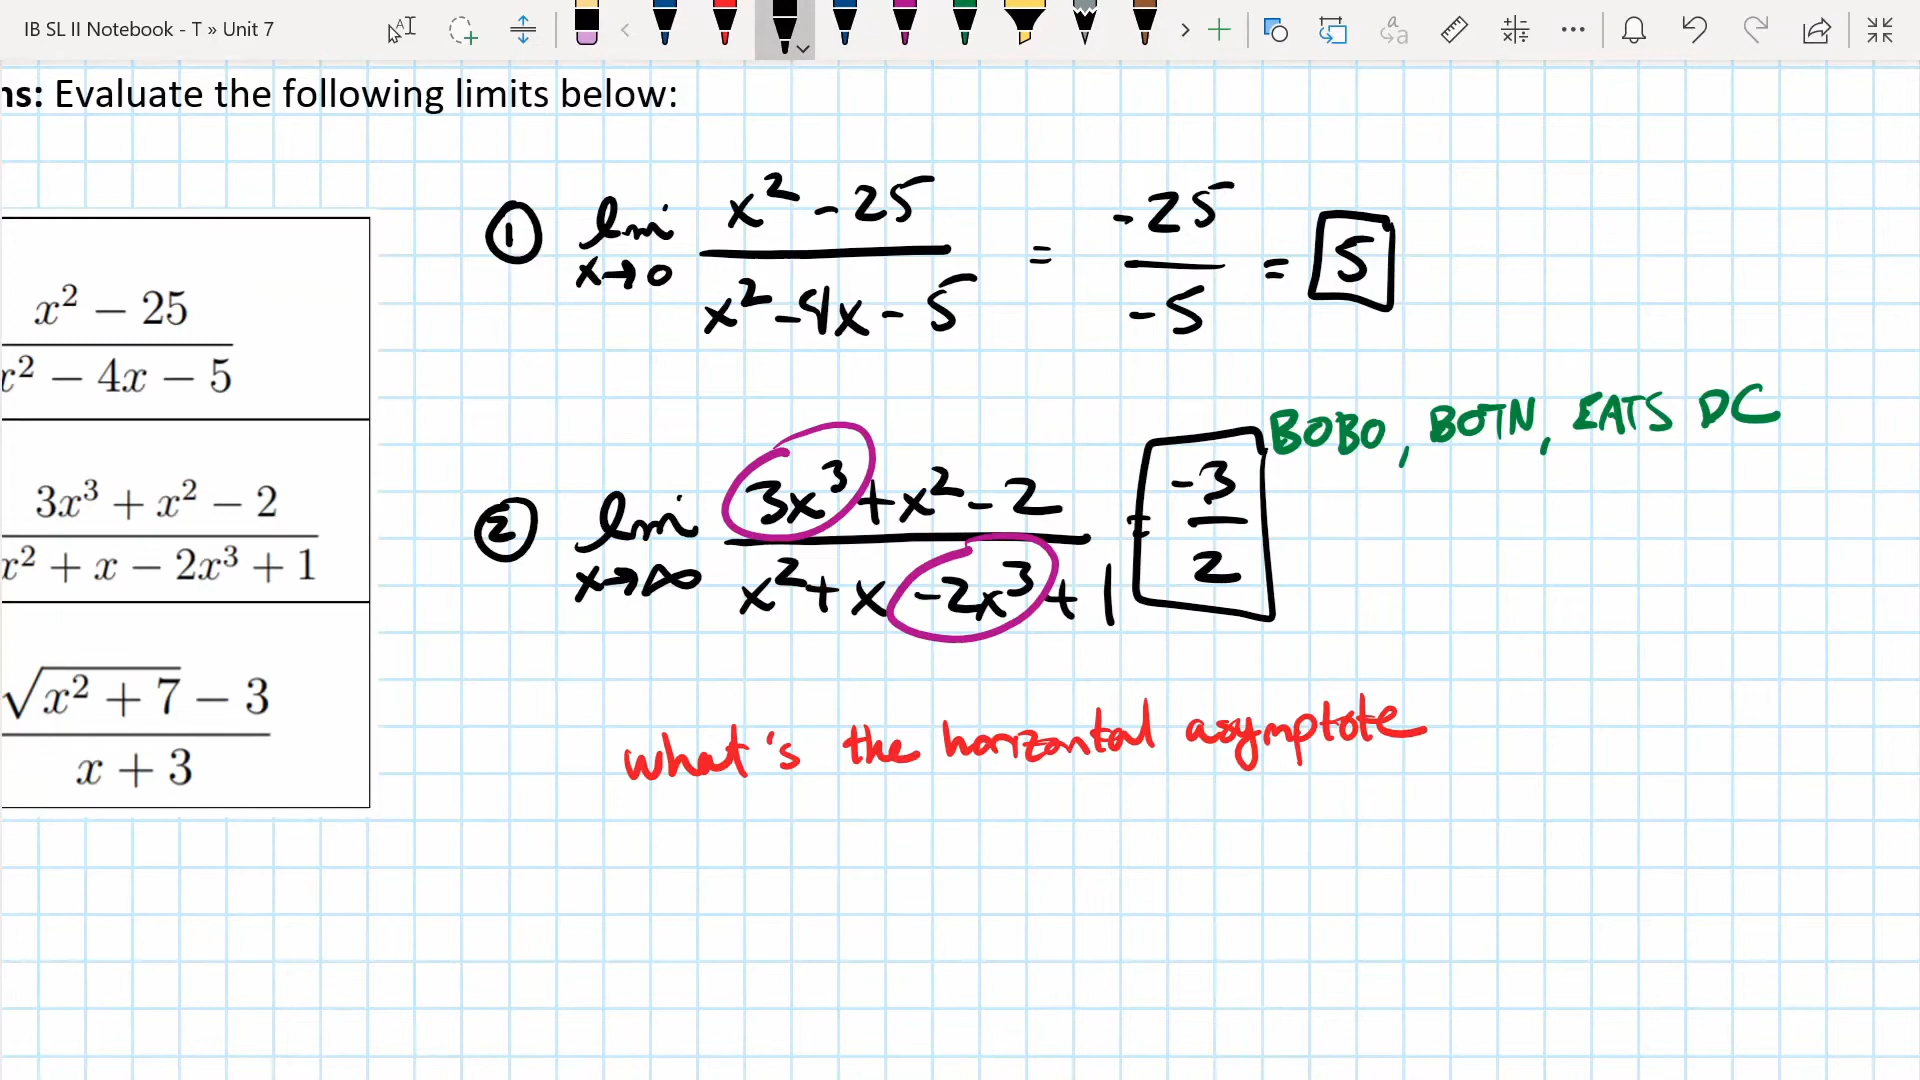 IB SL II Notebook - T » Unit 7
ns: Evaluate the following limits below:
x² − 25
x² − 4x − 5
3x³ + x² − 2
x² + x − 2x³ + 1
√x² + 7 − 3
x + 3
① lim x→0 x² - 25 / x² - 4x - 5 = -25 / -5 = 5
BOBO, BOTN, EATS DC
② lim x→∞ 3x³ + x² - 2 / x² + x - 2x³ + 1 = -3 / 2
what's the horizontal asymptote